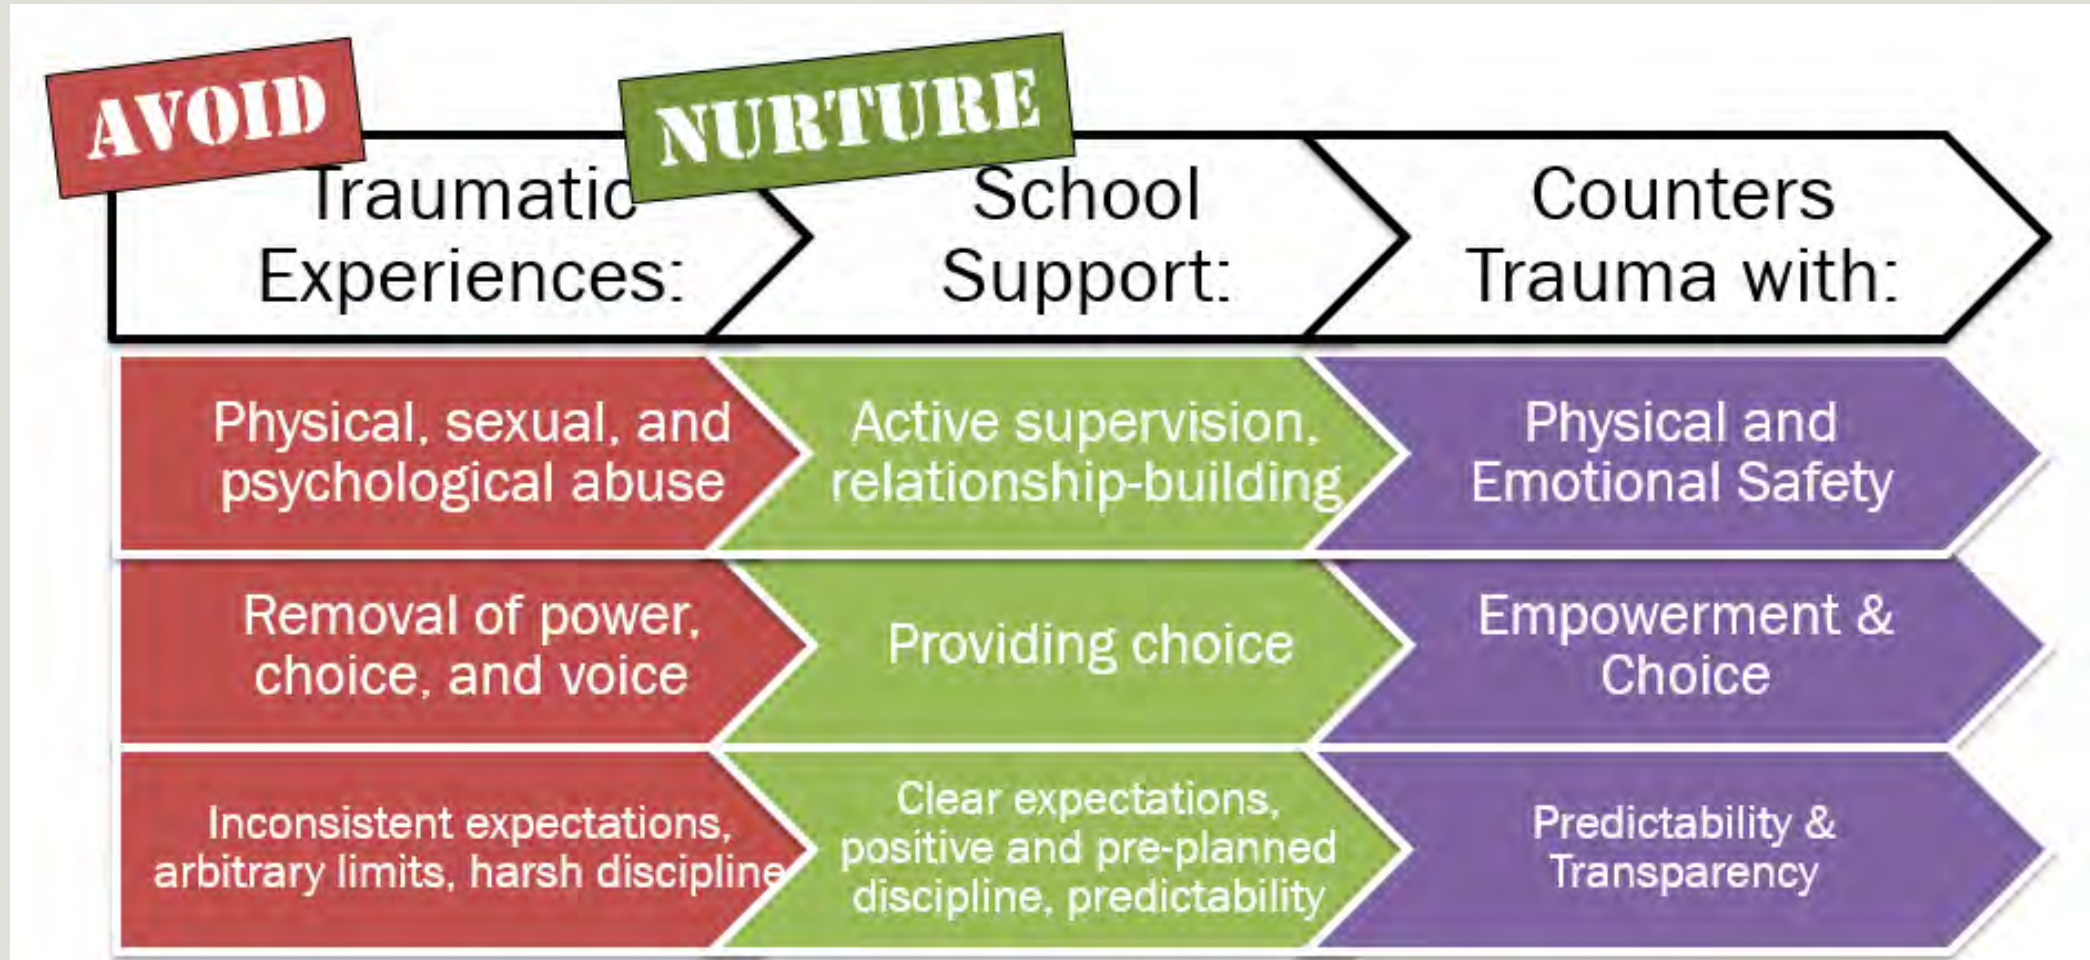 AVOID
NURTURE
Traumatic
Experiences:
School
Support:
Counters
Trauma with:
Physical, sexual, and
psychological abuse
Active supervision,
relationship-building
Physical and
Emotional Safety
Removal of power,
choice, and voice
Providing choice
Empowerment &
Choice
Inconsistent expectations,
arbitrary limits, harsh discipline
Clear expectations,
positive and pre-planned
discipline, predictability
Predictability &
Transparency